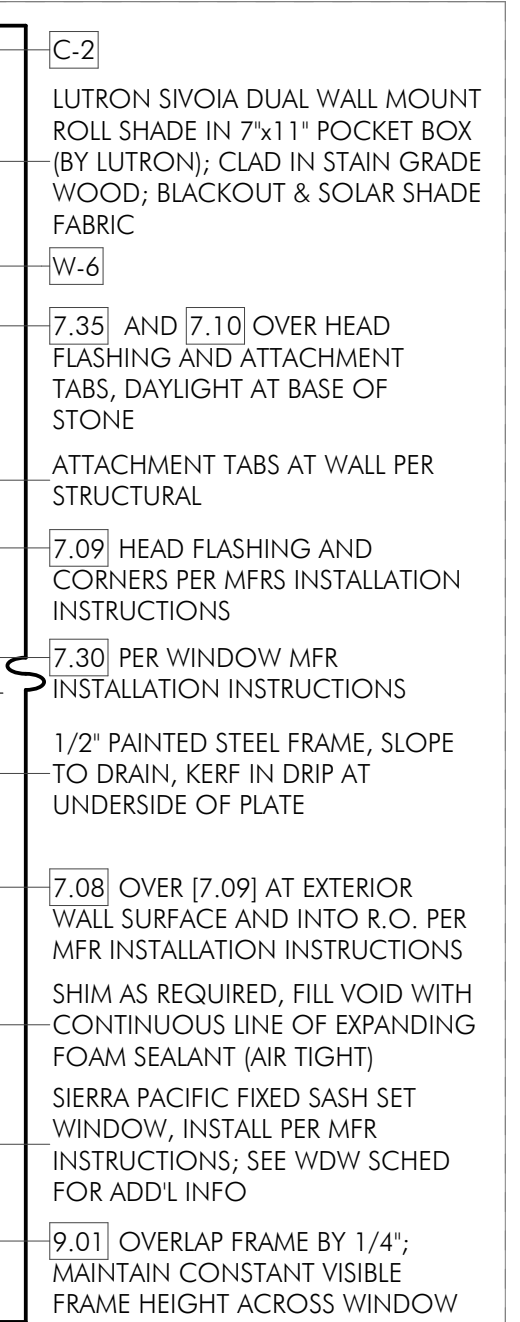 C-2
LUTRON SIVOIA DUAL WALL MOUNT
ROLL SHADE IN 7"x11" POCKET BOX
(BY LUTRON); CLAD IN STAIN GRADE
WOOD; BLACKOUT & SOLAR SHADE
FABRIC
W-6
7.35 AND 7.10 OVER HEAD
FLASHING AND ATTACHMENT
TABS, DAYLIGHT AT BASE OF
STONE
ATTACHMENT TABS AT WALL PER
STRUCTURAL
7.09 HEAD FLASHING AND
CORNERS PER MFRS INSTALLATION
INSTRUCTIONS
7.30 PER WINDOW MFR
INSTALLATION INSTRUCTIONS
1/2" PAINTED STEEL FRAME, SLOPE
TO DRAIN, KERF IN DRIP AT
UNDERSIDE OF PLATE
7.08 OVER [7.09] AT EXTERIOR
WALL SURFACE AND INTO R.O. PER
MFR INSTALLATION INSTRUCTIONS
SHIM AS REQUIRED, FILL VOID WITH
CONTINUOUS LINE OF EXPANDING
FOAM SEALANT (AIR TIGHT)
SIERRA PACIFIC FIXED SASH SET
WINDOW, INSTALL PER MFR
INSTRUCTIONS; SEE WDW SCHED
FOR ADD'L INFO
9.01 OVERLAP FRAME BY 1/4";
MAINTAIN CONSTANT VISIBLE
FRAME HEIGHT ACROSS WINDOW